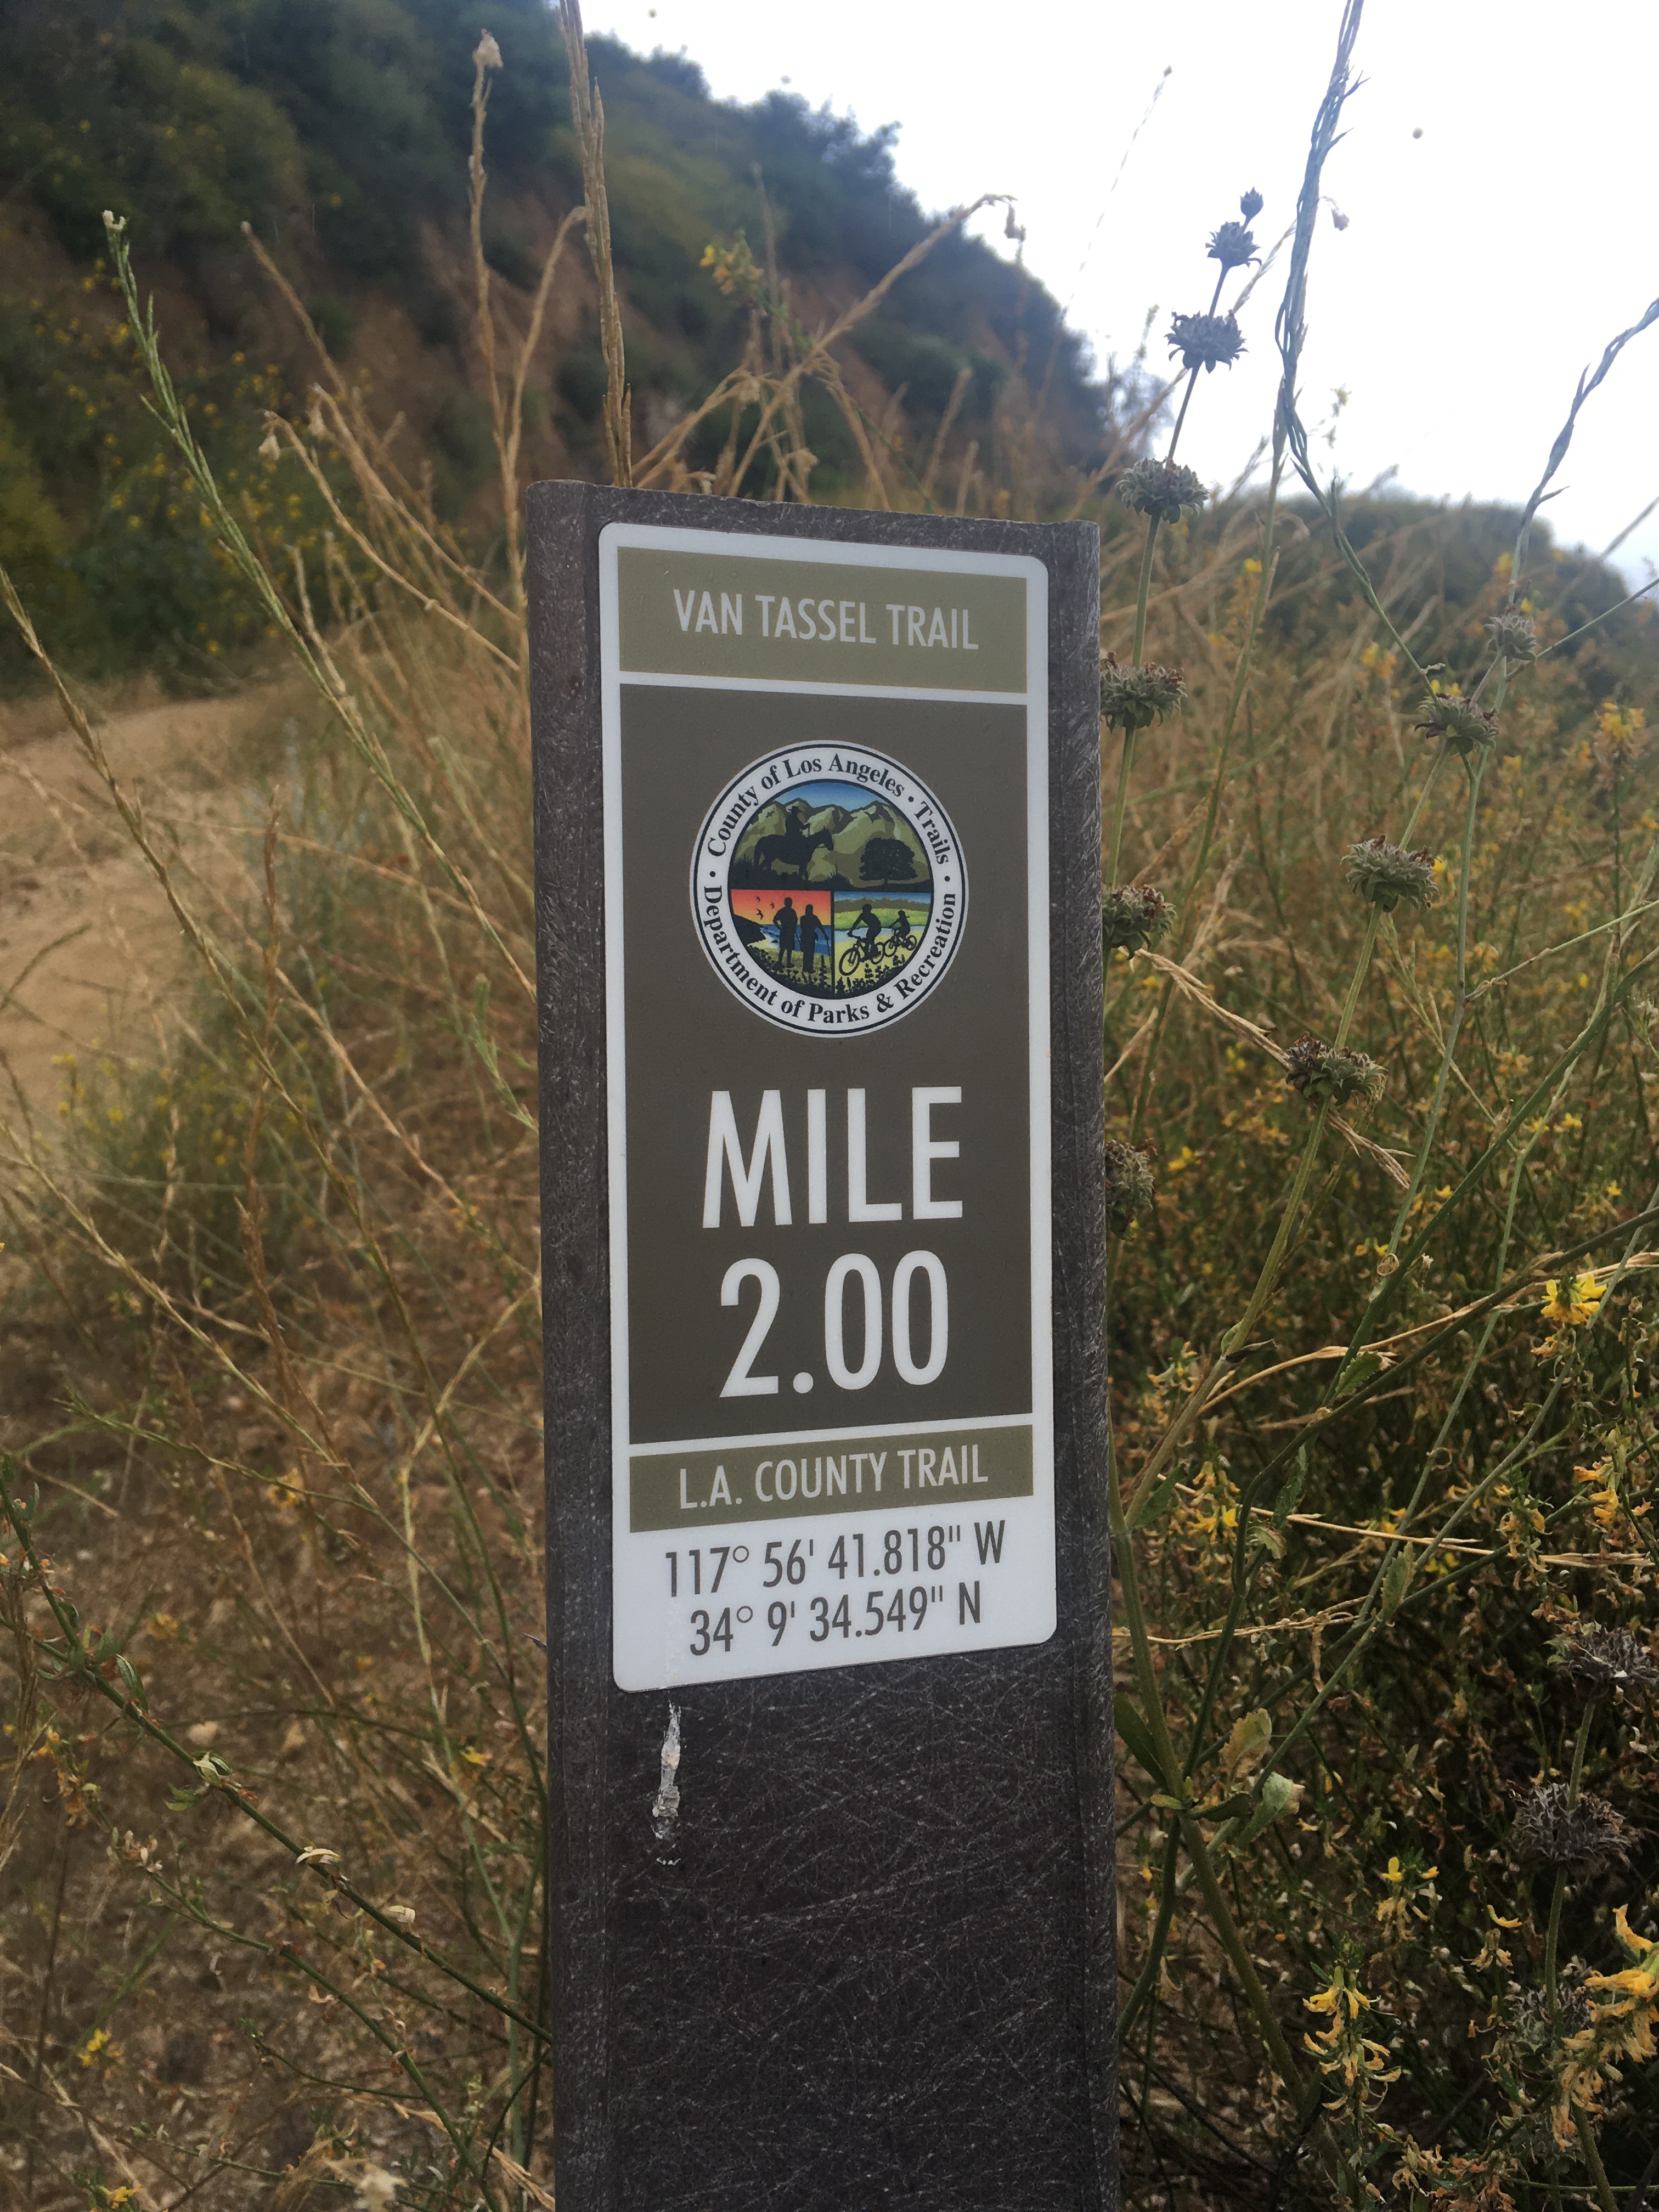 VAN TASSEL TRAIL
County of Los Angeles • Trails •
Department of Parks & Recreation •
MILE
2.00
L.A. COUNTY TRAIL
117° 56' 41.818" W
34° 9' 34.549" N